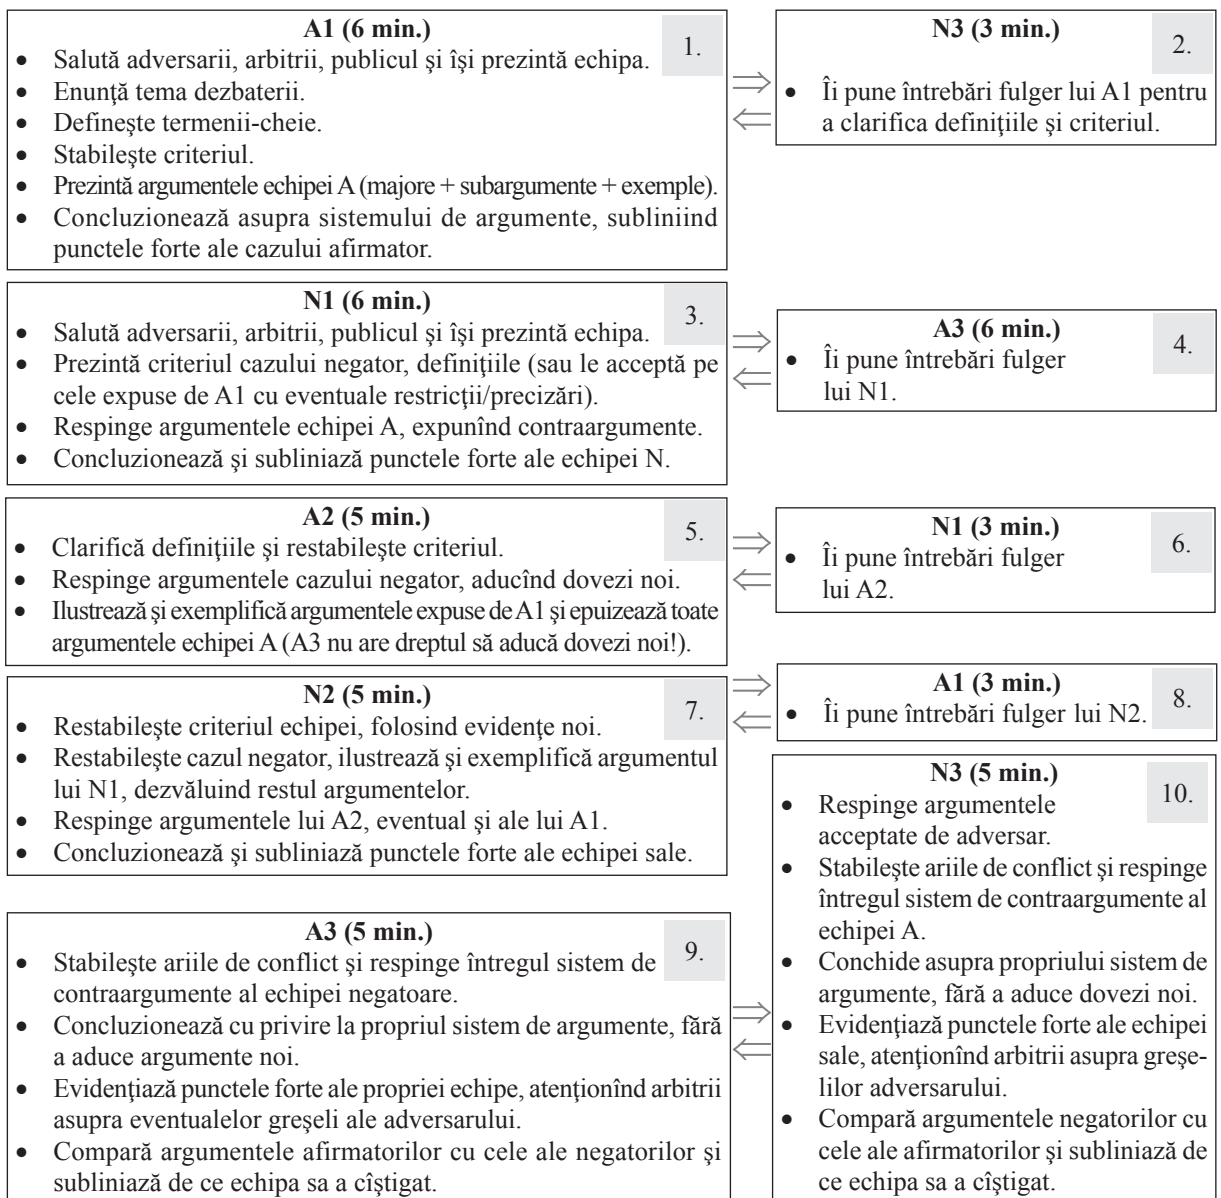 A1 (6 min.)
1.
• Salută adversarii, arbitrii, publicul şi îşi prezintă echipa.
• Enunţă tema dezbaterii.
• Defineşte termenii-cheie.
• Stabileşte criteriul.
• Prezintă argumentele echipei A (majore + subargumente + exemple).
• Concluzionează asupra sistemului de argumente, subliniind
punctele forte ale cazului afirmator.
N3 (3 min.)
2.
• Îi pune întrebări fulger lui A1 pentru
a clarifica definiţiile şi criteriul.
N1 (6 min.)
3.
• Salută adversarii, arbitrii, publicul şi îşi prezintă echipa.
• Prezintă criteriul cazului negator, definiţiile (sau le acceptă pe
cele expuse de A1 cu eventuale restricţii/precizări).
• Respinge argumentele echipei A, expunînd contraargumente.
• Concluzionează şi subliniază punctele forte ale echipei N.
A3 (6 min.)
4.
• Îi pune întrebări fulger
lui N1.
A2 (5 min.)
5.
• Clarifică definiţiile şi restabileşte criteriul.
• Respinge argumentele cazului negator, aducînd dovezi noi.
• Ilustrează şi exemplifică argumentele expuse de A1 şi epuizează toate
argumentele echipei A (A3 nu are dreptul să aducă dovezi noi!).
N1 (3 min.)
6.
• Îi pune întrebări fulger
lui A2.
N2 (5 min.)
7.
• Restabileşte criteriul echipei, folosind evidenţe noi.
• Restabileşte cazul negator, ilustrează şi exemplifică argumentul
lui N1, dezvăluind restul argumentelor.
• Respinge argumentele lui A2, eventual şi ale lui A1.
• Concluzionează şi subliniază punctele forte ale echipei sale.
A1 (3 min.)
8.
• Îi pune întrebări fulger lui N2.
A3 (5 min.)
9.
• Stabileşte ariile de conflict şi respinge întregul sistem de
contraargumente al echipei negatoare.
• Concluzionează cu privire la propriul sistem de argumente, fără
a aduce argumente noi.
• Evidenţiază punctele forte ale propriei echipe, atenţionînd arbitrii
asupra eventualelor greşeli ale adversarului.
• Compară argumentele afirmatorilor cu cele ale negatorilor şi
subliniază de ce echipa sa a cîştigat.
N3 (5 min.)
10.
• Respinge argumentele
acceptate de adversar.
• Stabileşte ariile de conflict şi respinge
întregul sistem de contraargumente al
echipei A.
• Conchide asupra propriului sistem de
argumente, fără a aduce dovezi noi.
• Evidenţiază punctele forte ale echipei
sale, atenţionînd arbitrii asupra greşe-
lilor adversarului.
• Compară argumentele negatorilor cu
cele ale afirmatorilor şi subliniază de
ce echipa sa a cîştigat.